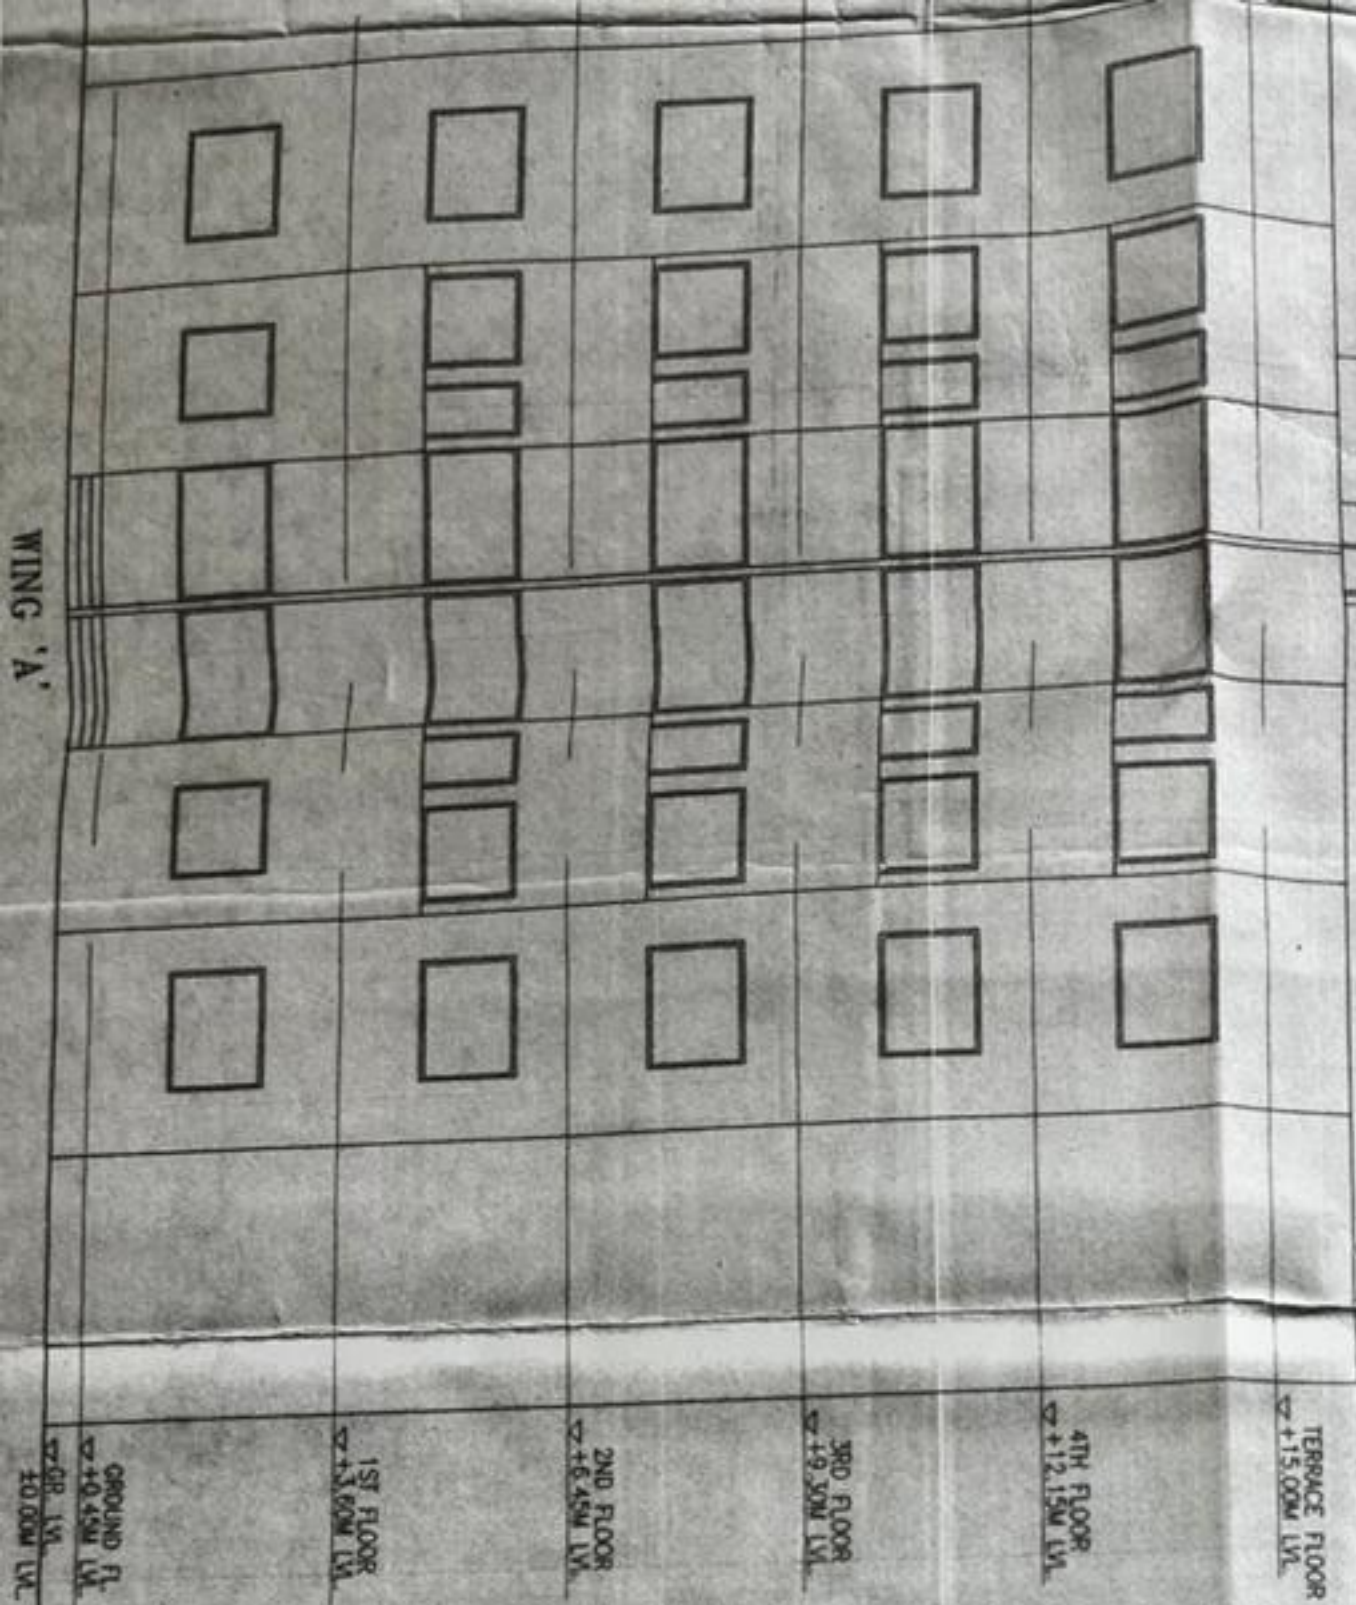 TERRACE FLOOR
+15.00M LVL
4TH FLOOR
+12.15M LVL
3RD FLOOR
+9.30M LVL
2ND FLOOR
+6.45M LVL
1ST FLOOR
+3.60M LVL
GROUND FL
+0.45M LVL
GR LVL
±0.00M LVL
WING 'A'